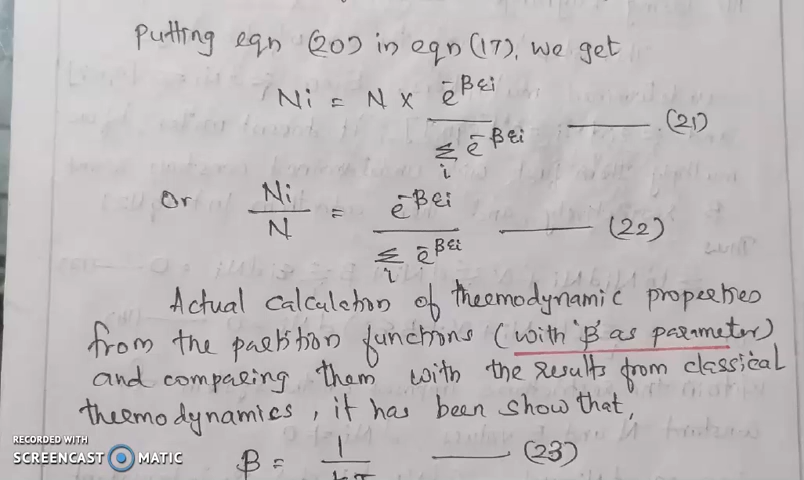 Putting eqn (20) in eqn (17), we get
Ni = N x e^-βεi / Σi e^-βεi ——— (21)
Or Ni/N = e^-βεi / Σi e^-βεi ——— (22)
Actual calculation of thermodynamic properties
from the partition functions (with 'β' as parameter)
and comparing them with the results from classical
thermodynamics, it has been show that,
β = 1/kT ——— (23)
RECORDED WITH
SCREENCAST MATIC